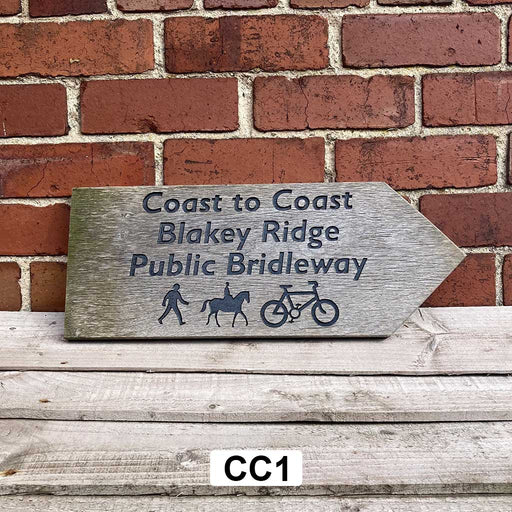 Coast to Coast
Blakey Ridge
Public Bridleway
CC1